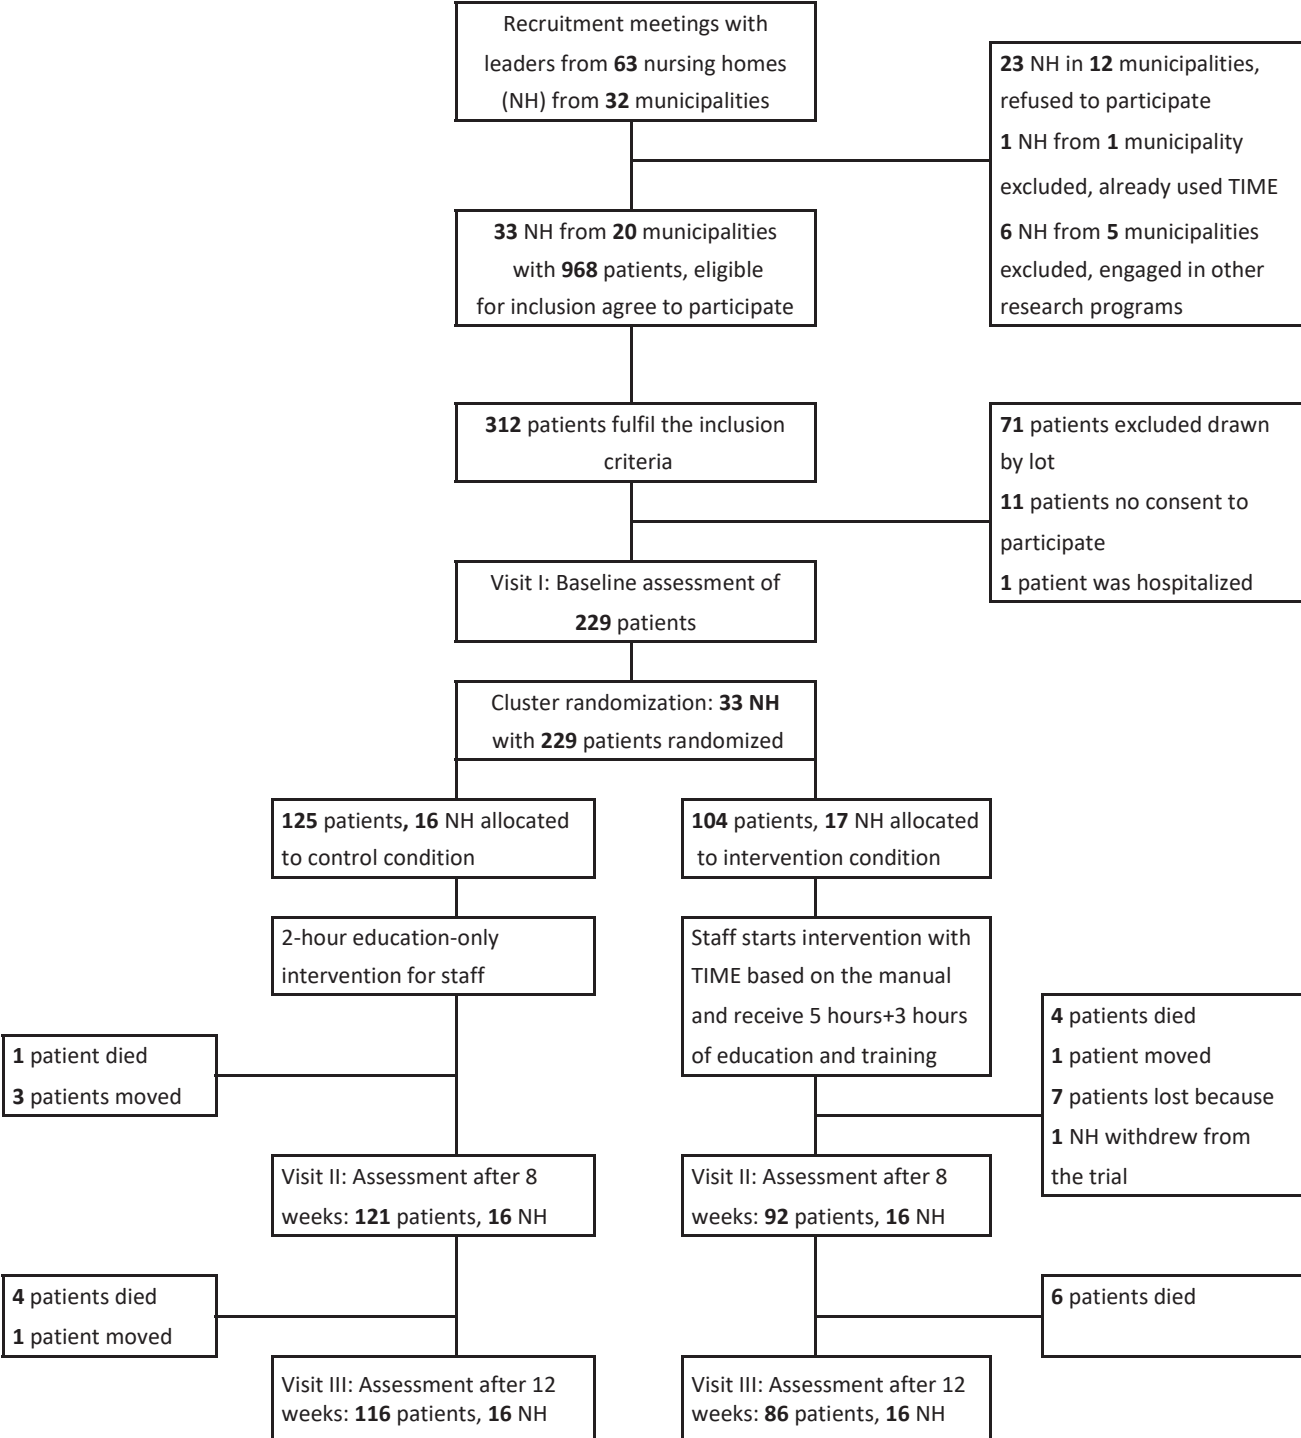 Recruitment meetings with
leaders from 63 nursing homes
(NH) from 32 municipalities
23 NH in 12 municipalities,
refused to participate
1 NH from 1 municipality
excluded, already used TIME
6 NH from 5 municipalities
excluded, engaged in other
research programs
33 NH from 20 municipalities
with 968 patients, eligible
for inclusion agree to participate
312 patients fulfil the inclusion
criteria
71 patients excluded drawn
by lot
11 patients no consent to
participate
1 patient was hospitalized
Visit I: Baseline assessment of
229 patients
Cluster randomization: 33 NH
with 229 patients randomized
125 patients, 16 NH allocated
to control condition
104 patients, 17 NH allocated
to intervention condition
2-hour education-only
intervention for staff
Staff starts intervention with
TIME based on the manual
and receive 5 hours+3 hours
of education and training
1 patient died
3 patients moved
4 patients died
1 patient moved
7 patients lost because
1 NH withdrew from
the trial
Visit II: Assessment after 8
weeks: 121 patients, 16 NH
Visit II: Assessment after 8
weeks: 92 patients, 16 NH
4 patients died
1 patient moved
6 patients died
Visit III: Assessment after 12
weeks: 116 patients, 16 NH
Visit III: Assessment after 12
weeks: 86 patients, 16 NH